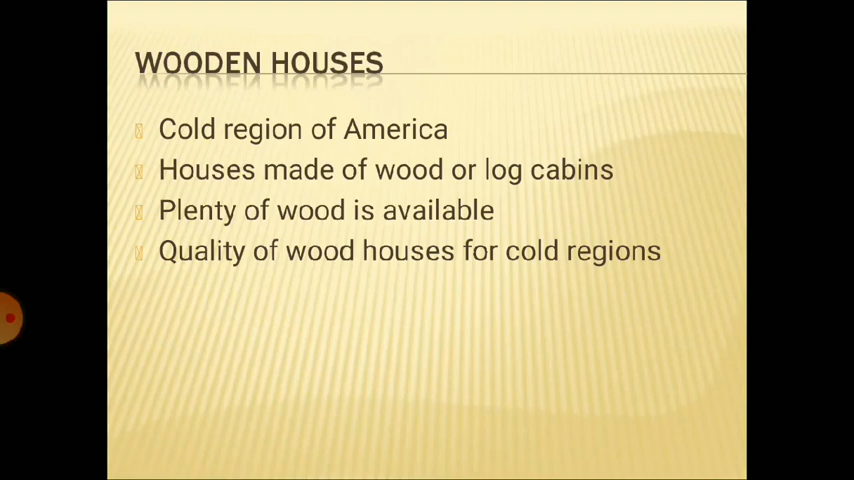 WOODEN HOUSES
Cold region of America
Houses made of wood or log cabins
Plenty of wood is available
Quality of wood houses for cold regions